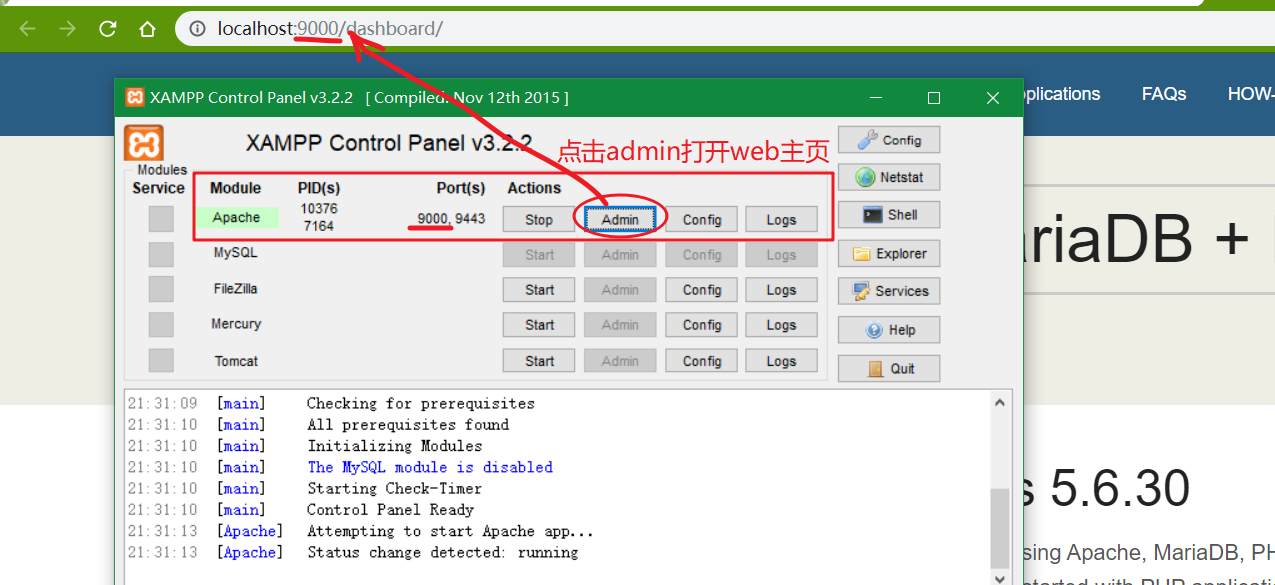 localhost:9000/dashboard/
XAMPP Control Panel v3.2.2 [ Compiled: Nov 12th 2015 ]
FAQs
XAMPP Control Panel v3.2.2
点击admin打开web主页
Config
Modules
Service Module PID(s) Port(s) Actions
Netstat
Apache 10376 9000, 9443 Stop Admin Config Logs
7164
Shell
MySQL Start Admin Config Logs
Explorer
FileZilla Start Admin Config Logs
Services
Mercury Start Admin Config Logs
Help
Tomcat Start Admin Config Logs
Quit
21:31:09 [main] Checking for prerequisites
21:31:10 [main] All prerequisites found
21:31:10 [main] Initializing Modules
21:31:10 [main] The MySQL module is disabled
21:31:10 [main] Starting Check-Timer
21:31:10 [main] Control Panel Ready
21:31:13 [Apache] Attempting to start Apache app...
21:31:13 [Apache] Status change detected: running
plications
HOW-
ariaDB +
s 5.6.30
sing Apache, MariaDB, PH